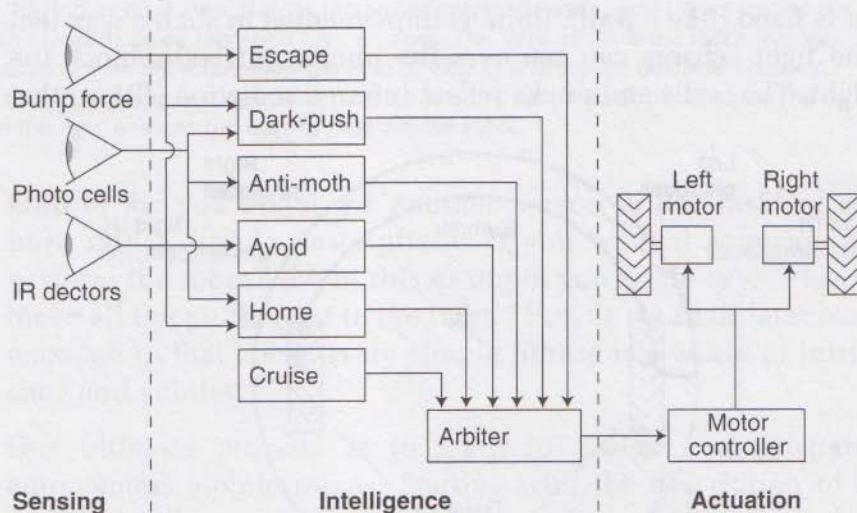 Escape
Bump force
Dark-push
Photo cells
Anti-moth
Left motor
Right motor
Avoid
IR dectors
Home
Cruise
Arbiter
Motor controller
Sensing
Intelligence
Actuation